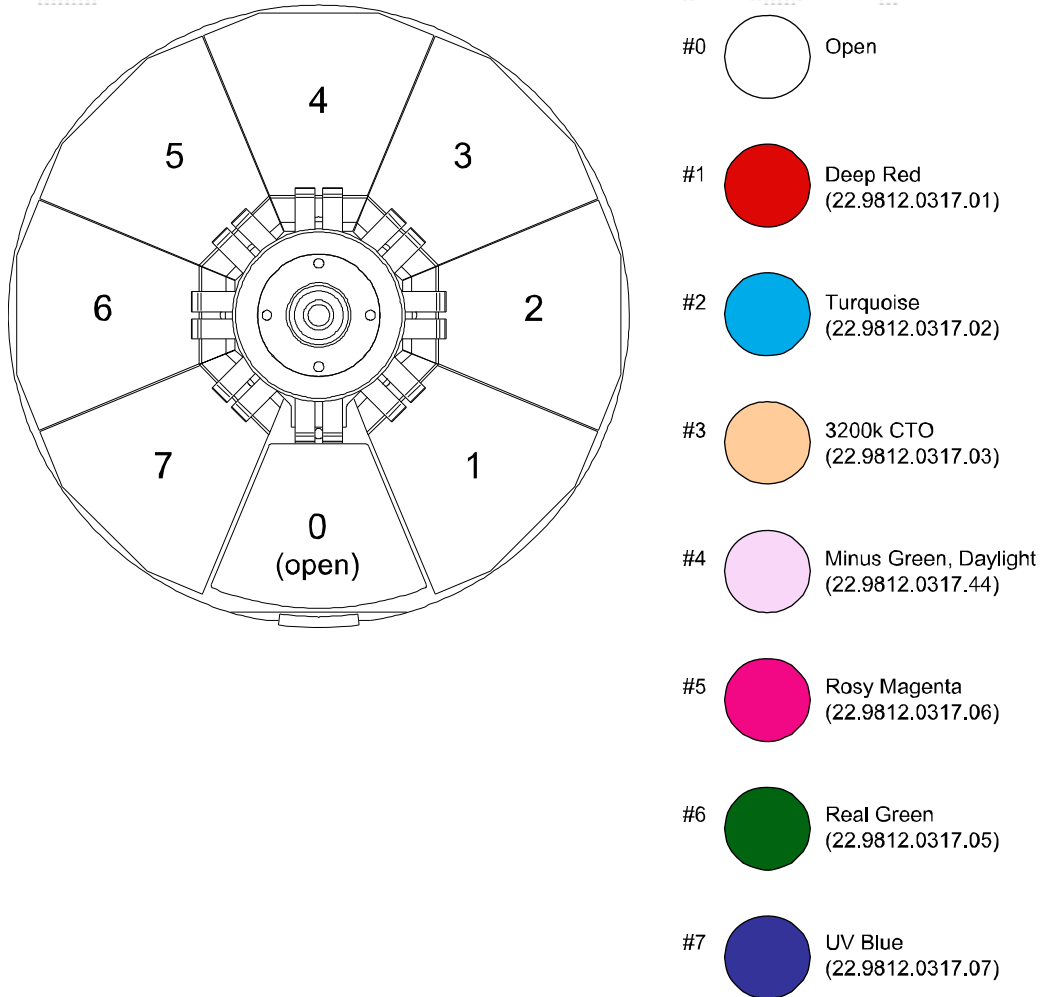 4
5
3
6
2
7
1
0
(open)
#0
Open
#1
Deep Red
(22.9812.0317.01)
#2
Turquoise
(22.9812.0317.02)
#3
3200k CTO
(22.9812.0317.03)
#4
Minus Green, Daylight
(22.9812.0317.44)
#5
Rosy Magenta
(22.9812.0317.06)
#6
Real Green
(22.9812.0317.05)
#7
UV Blue
(22.9812.0317.07)